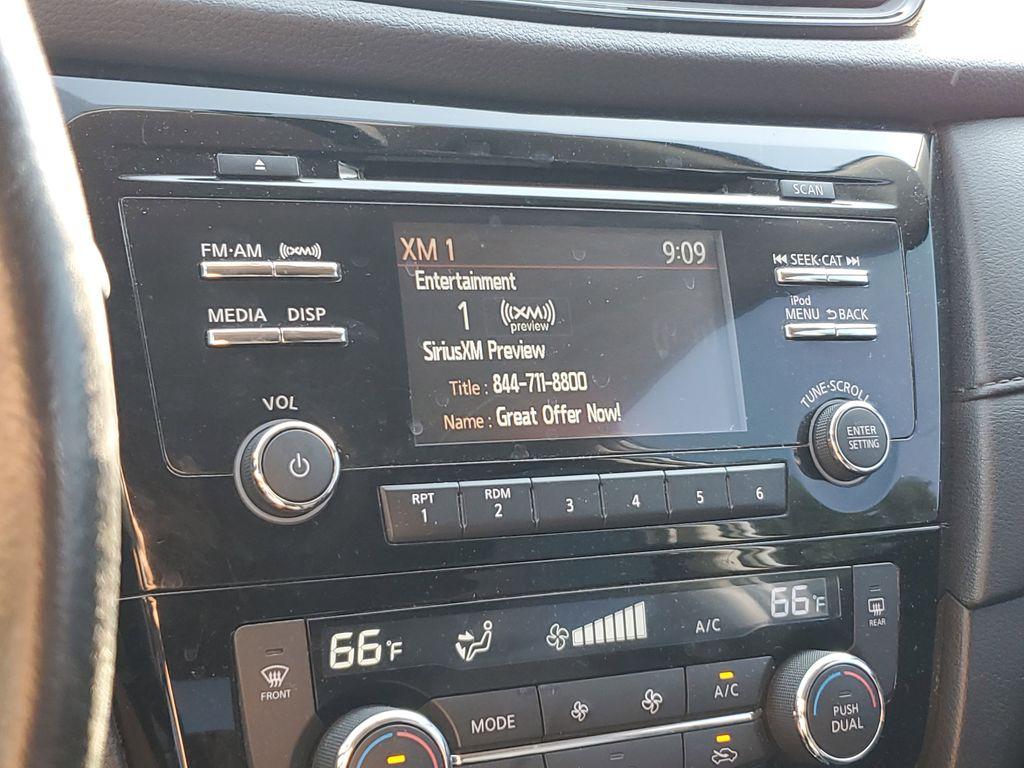 SCAN
FM·AM ((XM))
SEEK·CAT
XM 1 9:09
Entertainment
1 ((XM))
preview
SiriusXM Preview
Title : 844-711-8800
Name : Great Offer Now!
MEDIA DISP
iPod
MENU BACK
VOL
TUNE·SCROLL
ENTER
SETTING
RPT
1
RDM
2
3
4
5
6
66°F
A/C
66°F
REAR
FRONT
MODE
A/C
PUSH
DUAL